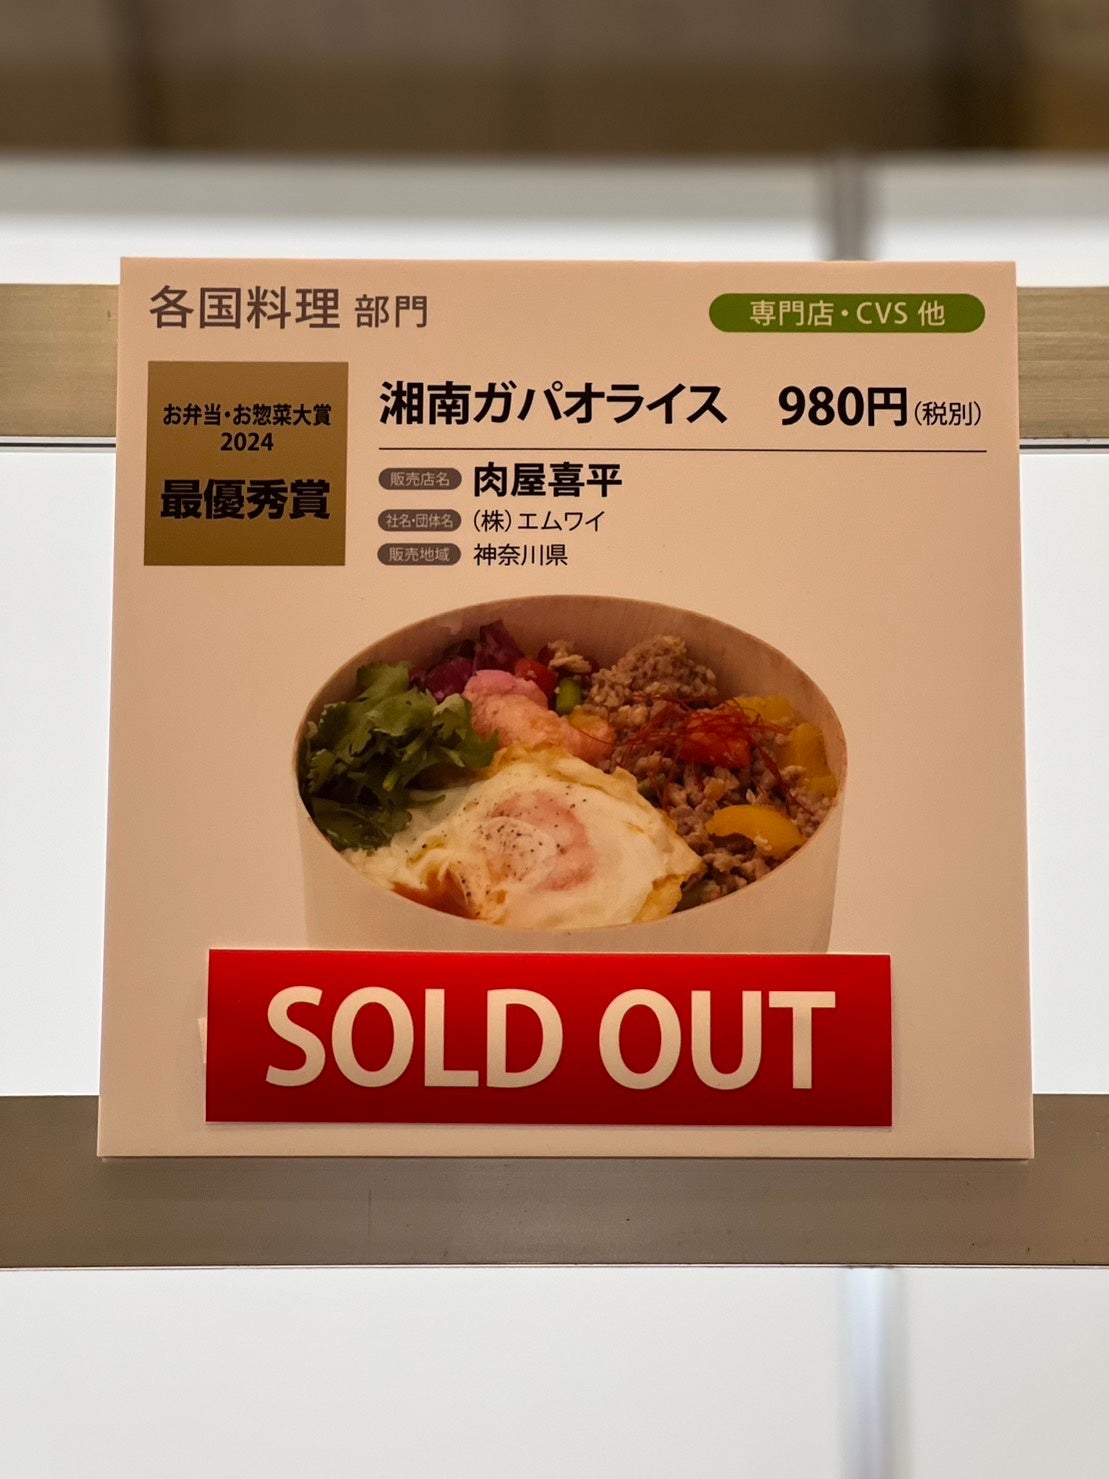 各国料理 部門
専門店・CVS 他
お弁当・お惣菜大賞
2024
最優秀賞
湘南ガパオライス 980円(税別)
販売店名 肉屋喜平
社名・団体名 (株)エムワイ
販売地域 神奈川県
SOLD OUT